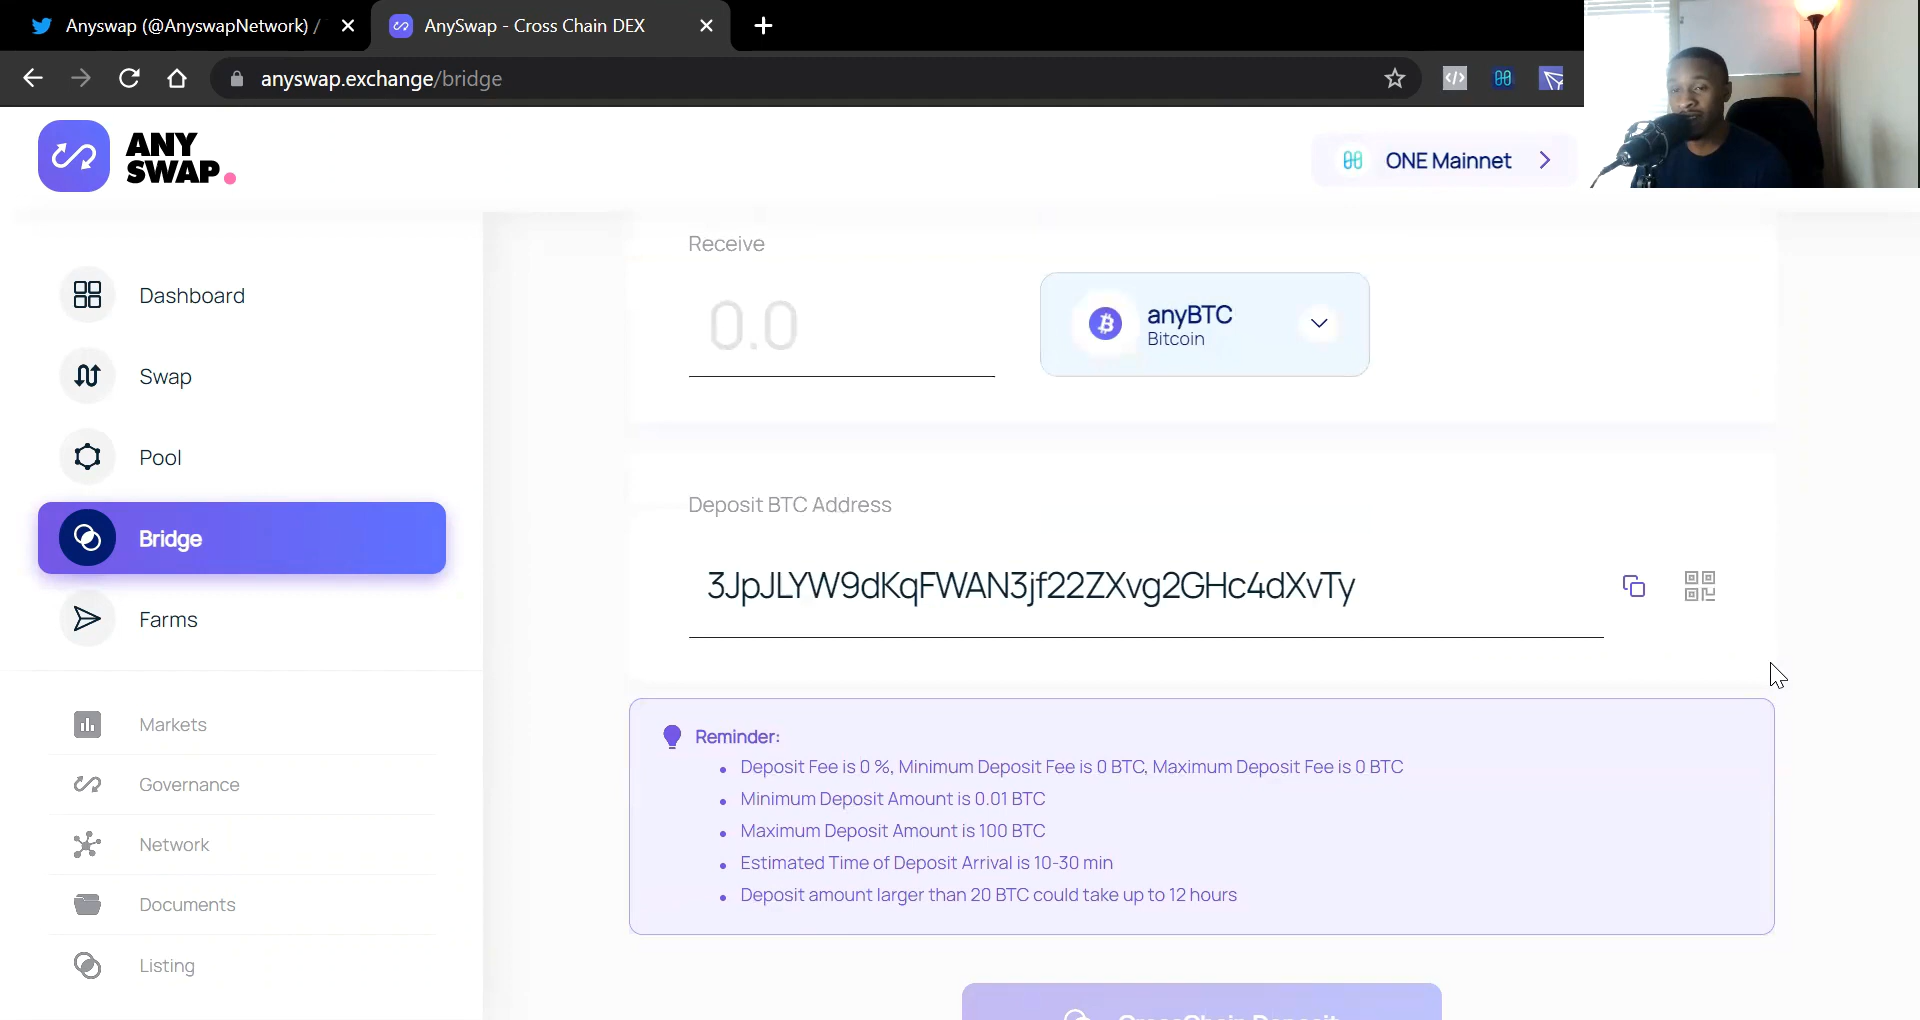 Anyswap (@AnyswapNetwork) /
AnySwap - Cross Chain DEX
anyswap.exchange/bridge
ANY
SWAP.
ONE Mainnet
Dashboard
Swap
Pool
Bridge
Farms
Markets
Governance
Network
Documents
Listing
Receive
0.0
anyBTC
Bitcoin
Deposit BTC Address
3JpJLYW9dKqFWAN3jf22ZXvg2GHc4dXvTy
Reminder:
Deposit Fee is 0 %, Minimum Deposit Fee is 0 BTC, Maximum Deposit Fee is 0 BTC
Minimum Deposit Amount is 0.01 BTC
Maximum Deposit Amount is 100 BTC
Estimated Time of Deposit Arrival is 10-30 min
Deposit amount larger than 20 BTC could take up to 12 hours
CrossChain Deposit